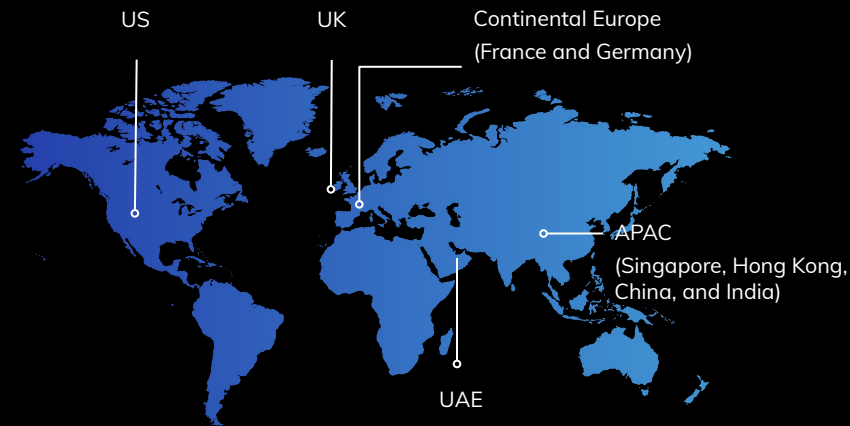 US
UK
Continental Europe
(France and Germany)
APAC
(Singapore, Hong Kong,
China, and India)
UAE